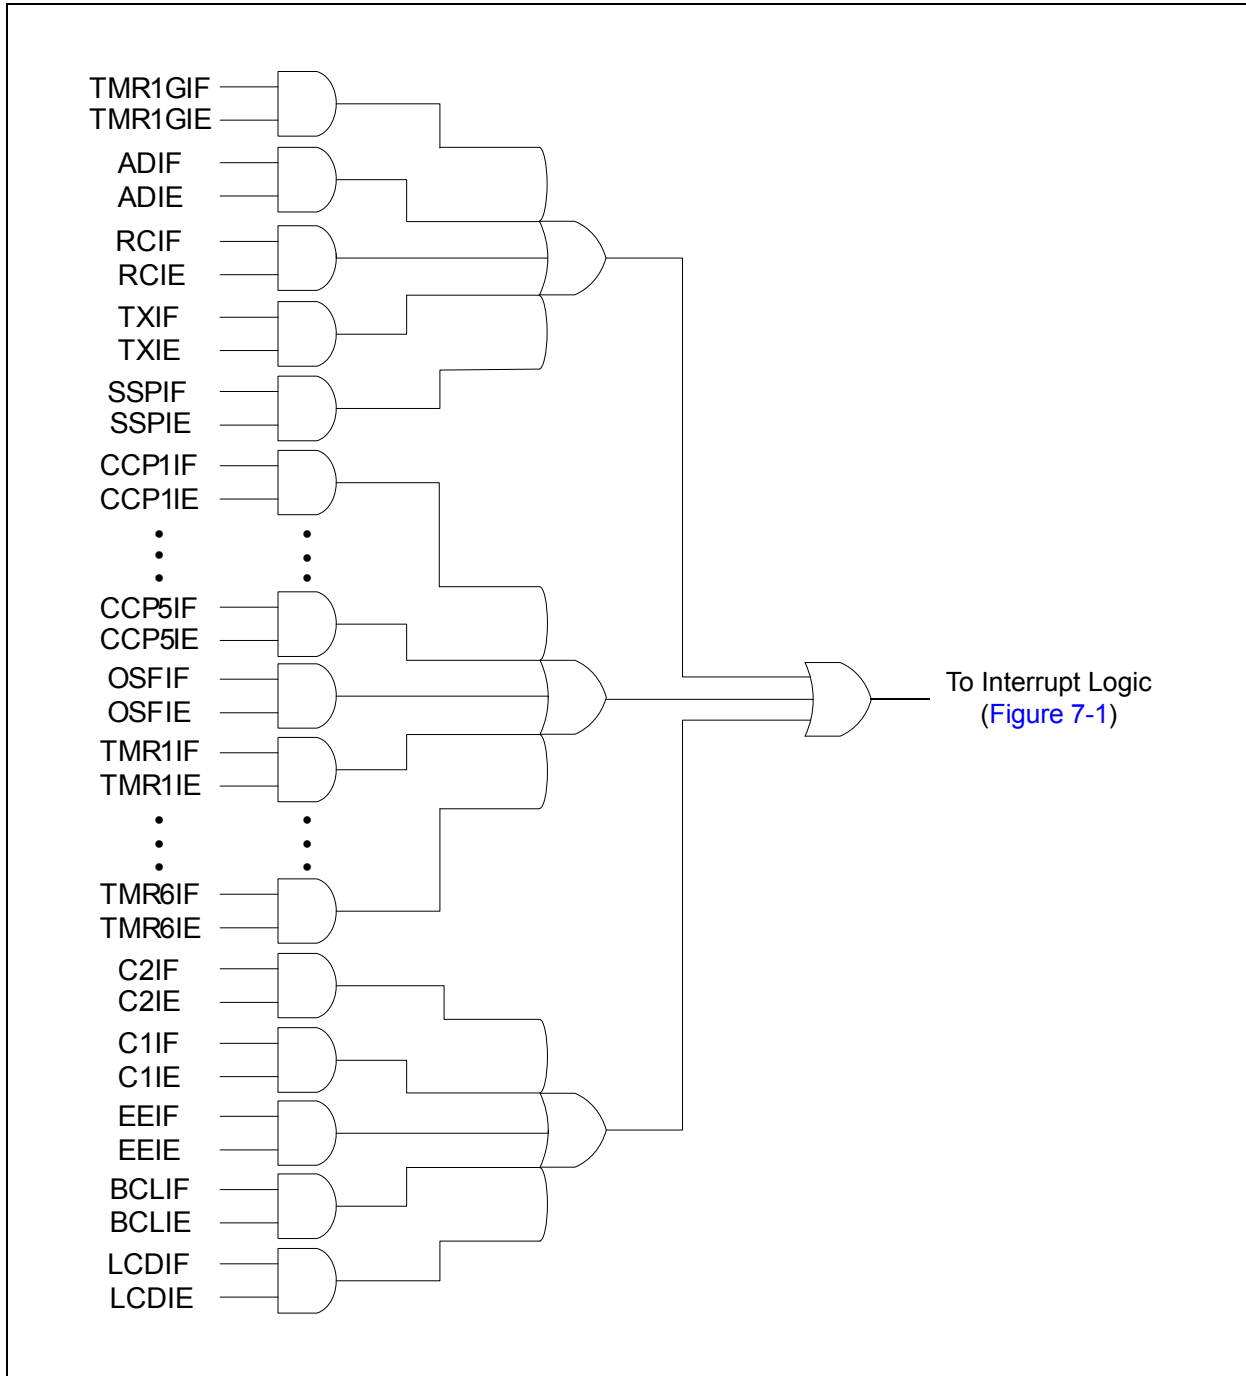 TMR1GIF
TMR1GIE
ADIF
ADIE
RCIF
RCIE
TXIF
TXIE
SSPIF
SSPIE
CCP1IF
CCP1IE
CCP5IF
CCP5IE
OSFIF
OSFIE
TMR1IF
TMR1IE
TMR6IF
TMR6IE
C2IF
C2IE
C1IF
C1IE
EEIF
EEIE
BCLIF
BCLIE
LCDIF
LCDIE
To Interrupt Logic
(Figure 7-1)